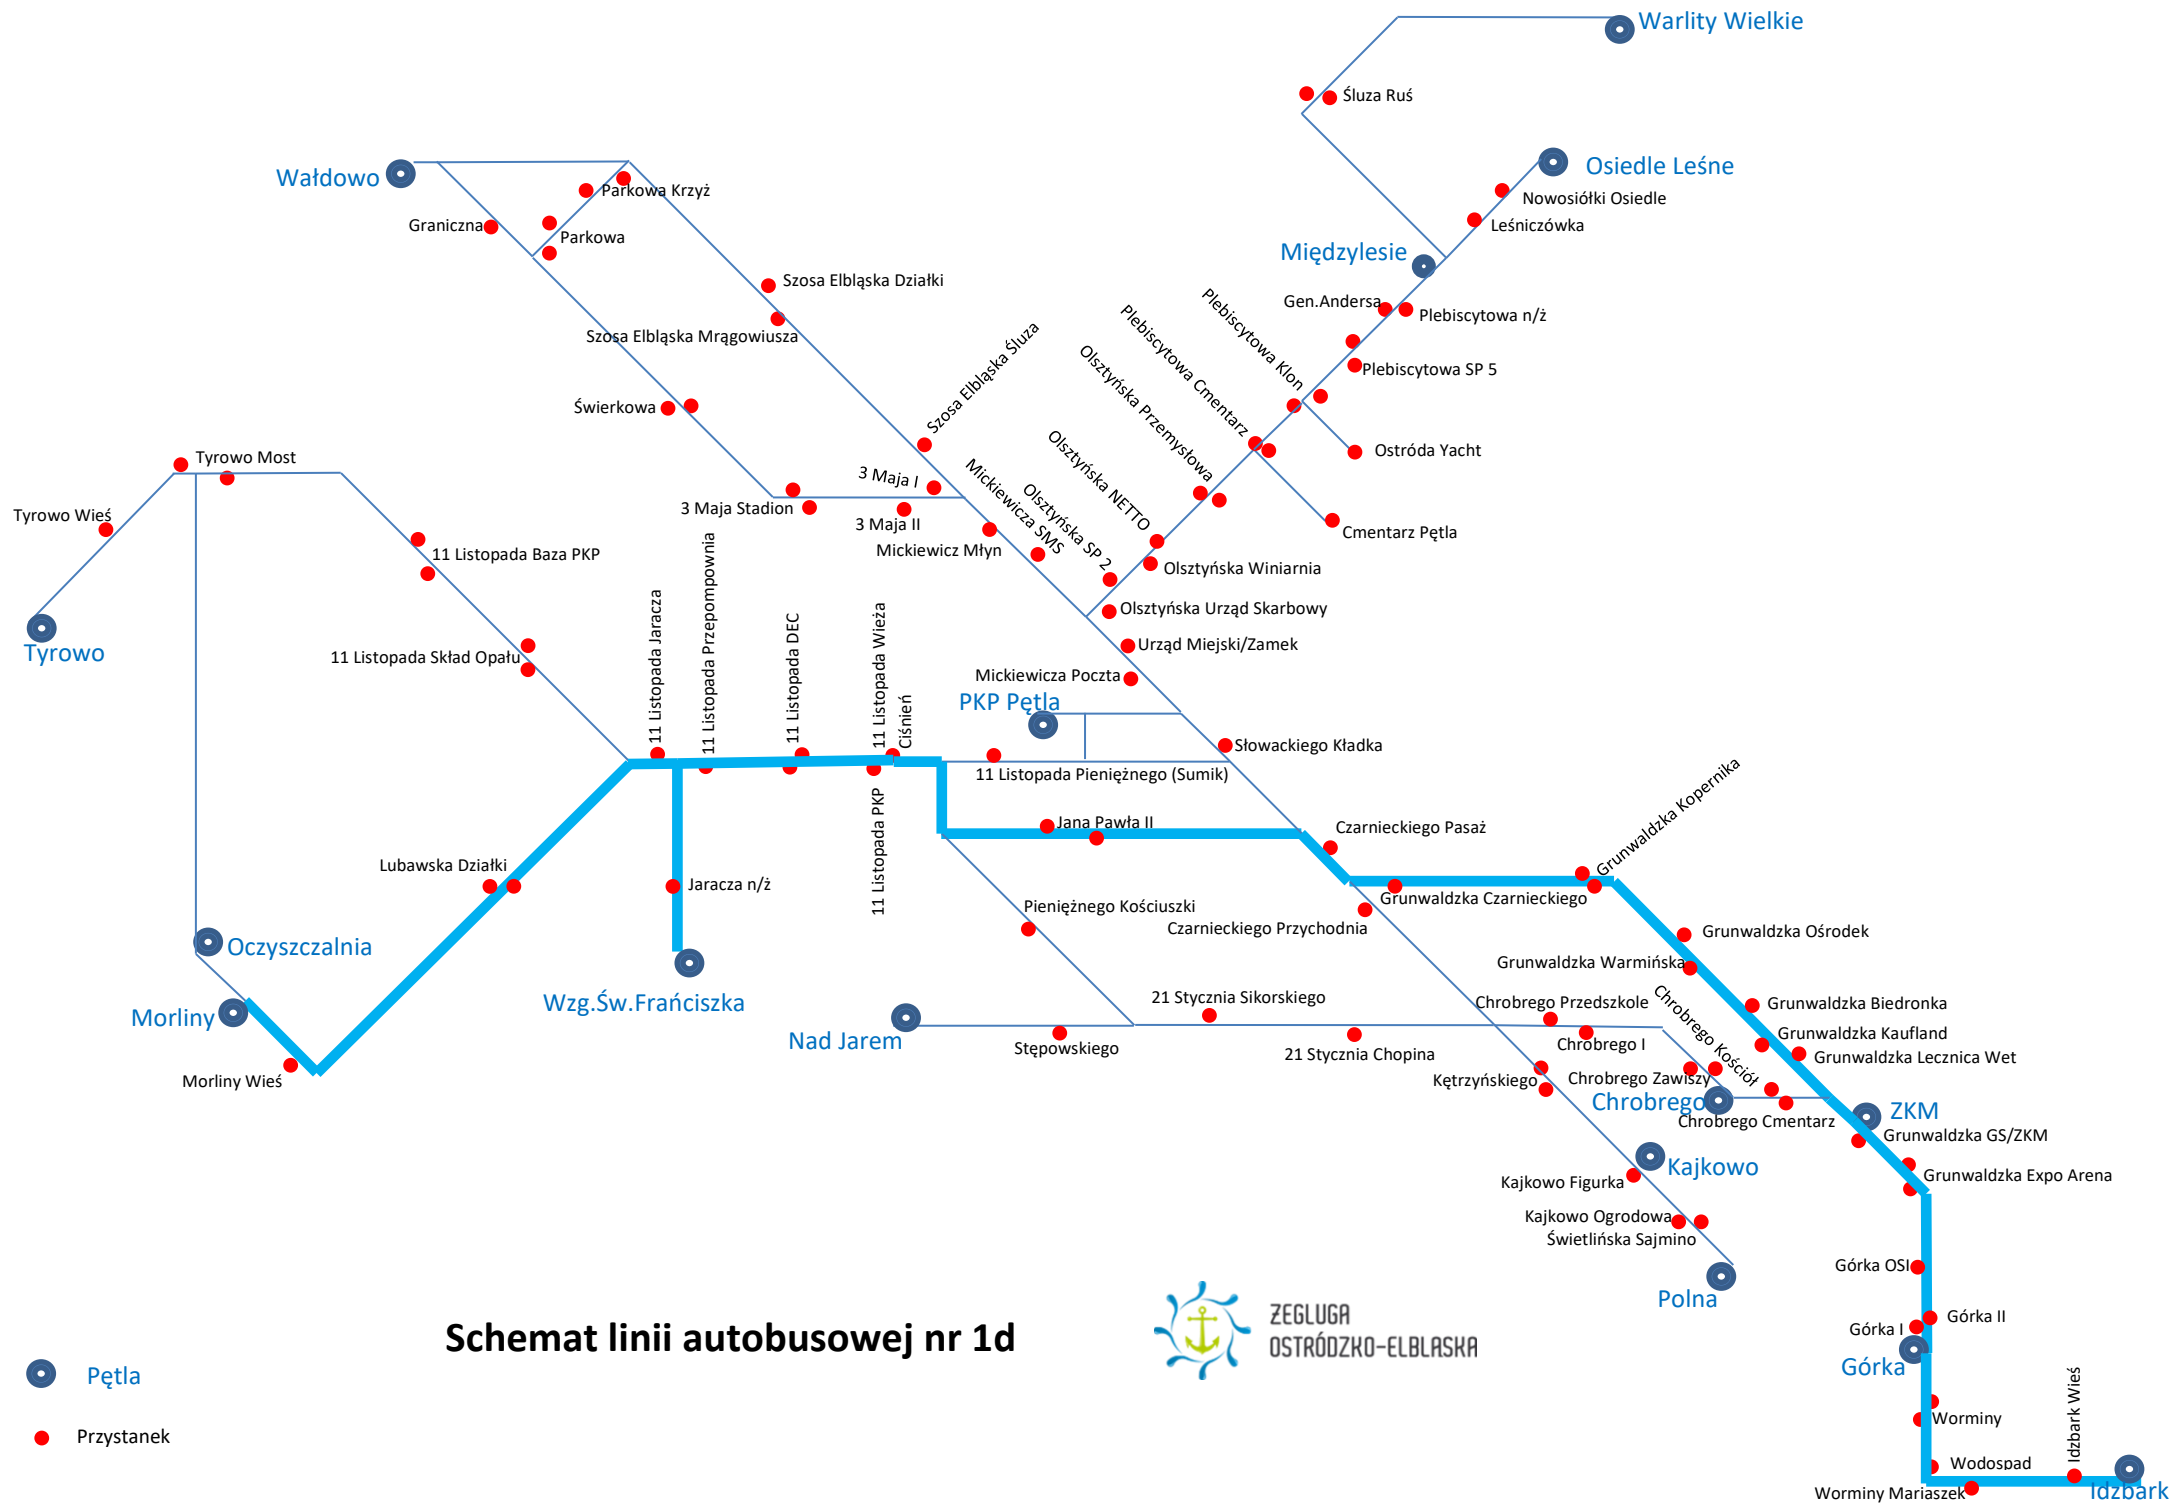 Warlity Wielkie
Śluza Ruś
Wałdowo
Parkowa Krzyż
Osiedle Leśne
Nowosiółki Osiedle
Graniczna
Parkowa
Leśniczówka
Międzylesie
Szosa Elbląska Działki
Gen.Andersa
Plebiscytowa n/ż
Szosa Elbląska Mrągowiusza
Plebiscytowa Klon
Plebiscytowa Cmentarz
Plebiscytowa SP 5
Szosa Elbląska Śluza
Olsztyńska Przemysłowa
Świerkowa
Ostróda Yacht
Tyrowo Most
3 Maja I
Mickiewicza SMS
Olsztyńska NETTO
Olsztyńska SP 2
3 Maja Stadion
3 Maja II
Tyrowo Wieś
Cmentarz Pętla
Mickiewicz Młyn
11 Listopada Baza PKP
Olsztyńska Winiarnia
Olsztyńska Urząd Skarbowy
Tyrowo
11 Listopada Skład Opału
11 Listopada Jaracza
11 Listopada Przepompownia
11 Listopada DEC
11 Listopada Wieża
Ciśnień
Urząd Miejski/Zamek
Mickiewicza Poczta
PKP Pętla
Słowackiego Kładka
11 Listopada Pieniężnego (Sumik)
Grunwaldzka Kopernika
Jana Pawła II
Czarnieckiego Pasaż
11 Listopada PKP
Lubawska Działki
Jaracza n/ż
Grunwaldzka Czarnieckiego
Pieniężnego Kościuszki
Czarnieckiego Przychodnia
Grunwaldzka Ośrodek
Oczyszczalnia
Grunwaldzka Warmińska
Wzg.Św.Frańciszka
21 Stycznia Sikorskiego
Chrobrego Przedszkole
Grunwaldzka Biedronka
Morliny
Nad Jarem
Stępowskiego
21 Stycznia Chopina
Chrobrego I
Chrobrego Kościół
Grunwaldzka Kaufland
Grunwaldzka Lecznica Wet
Morliny Wieś
Kętrzyńskiego
Chrobrego Zawiszy
Chrobrego
ZKM
Chrobrego Cmentarz
Grunwaldzka GS/ZKM
Kajkowo
Kajkowo Figurka
Grunwaldzka Expo Arena
Kajkowo Ogrodowa
Świetlińska Sajmino
Górka OSI
Polna
Górka II
Górka I
Schemat linii autobusowej nr 1d
ŻEGLUGA
OSTRÓDZKO-ELBLASKA
Górka
Pętla
Idzbark Wieś
Worminy
Przystanek
Wodospad
Worminy Mariaszek
Idzbark